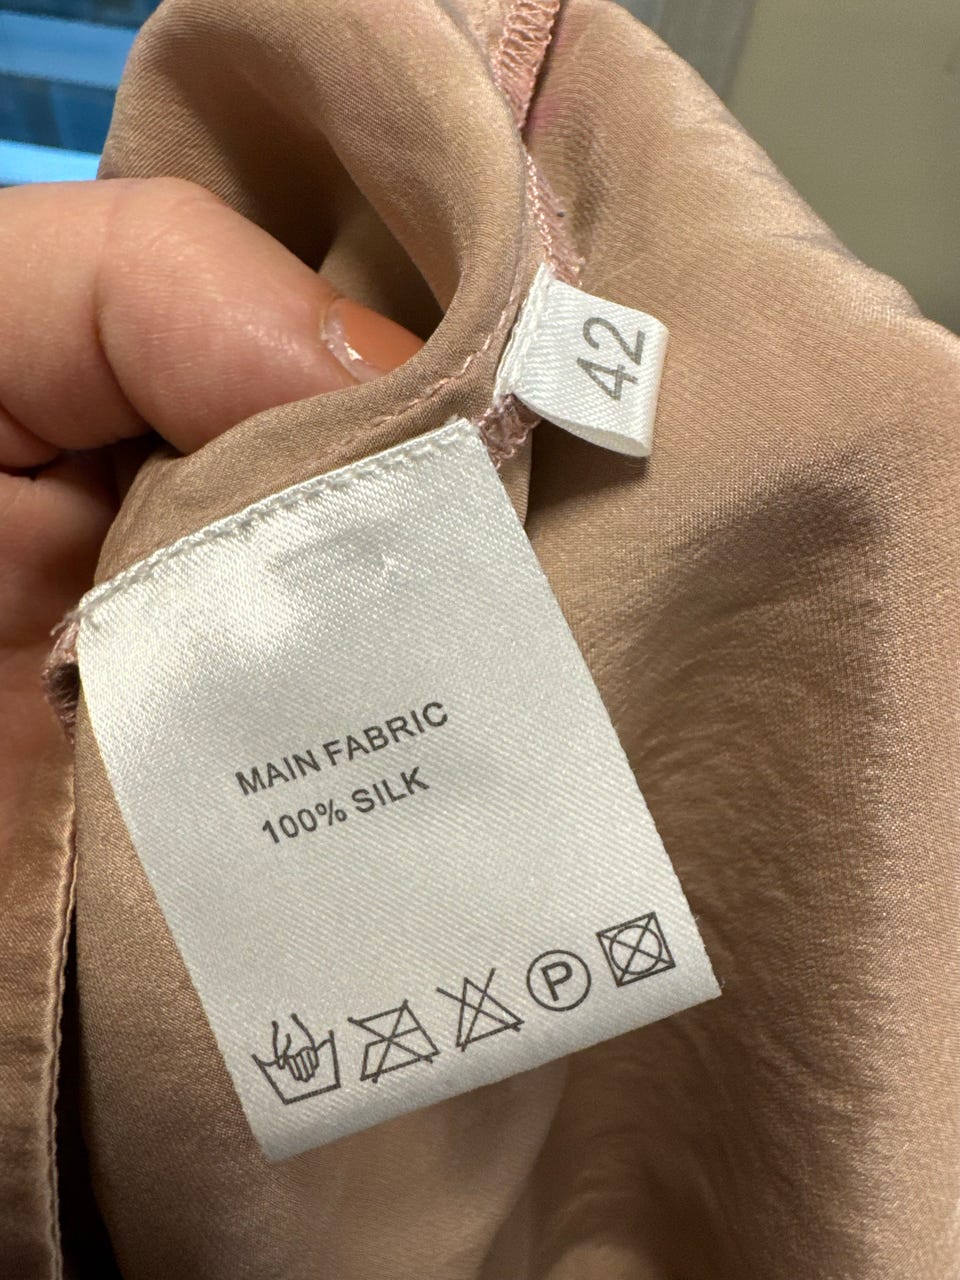 42
MAIN FABRIC
100% SILK
P